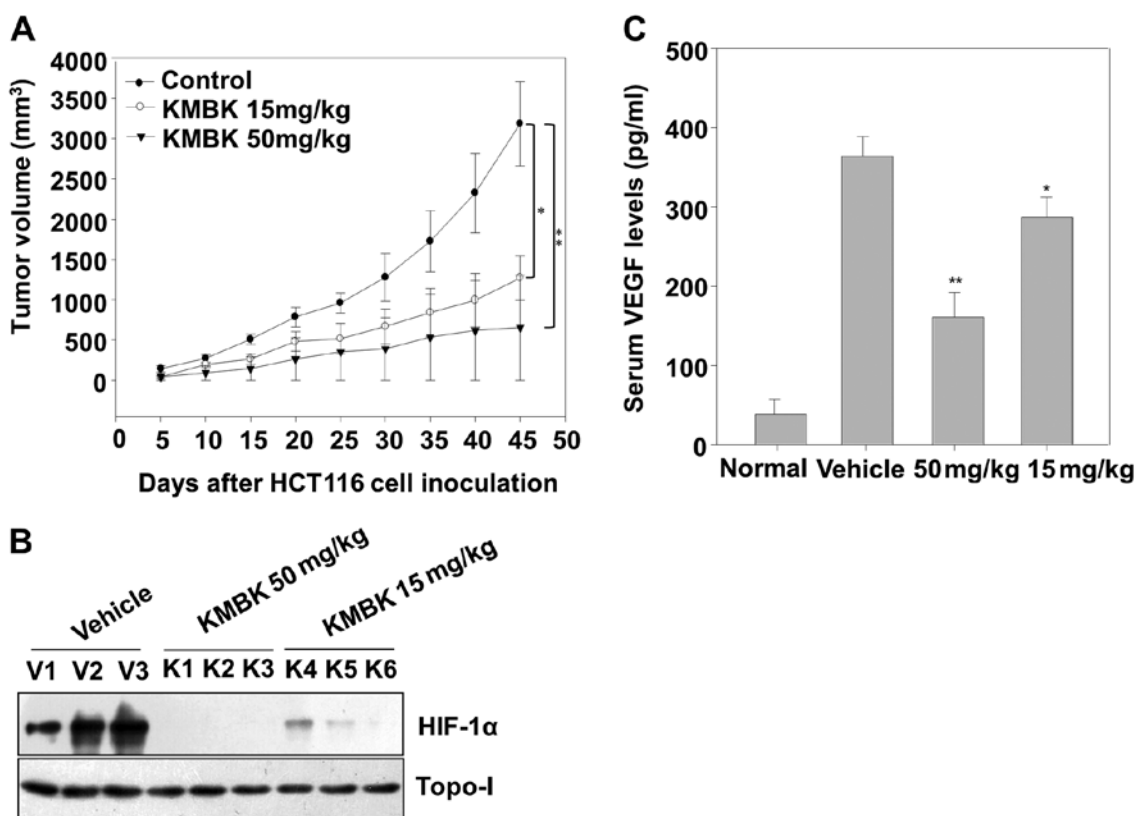 A
Tumor volume (mm³)
4000
3500
3000
2500
2000
1500
1000
500
0
Control
KMBK 15mg/kg
KMBK 50mg/kg
*
**
0 5 10 15 20 25 30 35 40 45 50
Days after HCT116 cell inoculation
C
Serum VEGF levels (pg/ml)
500
400
300
200
100
0
**
*
Normal Vehicle 50mg/kg 15mg/kg
B
Vehicle
KMBK 50 mg/kg
KMBK 15 mg/kg
V1 V2 V3 K1 K2 K3 K4 K5 K6
HIF-1α
Topo-I